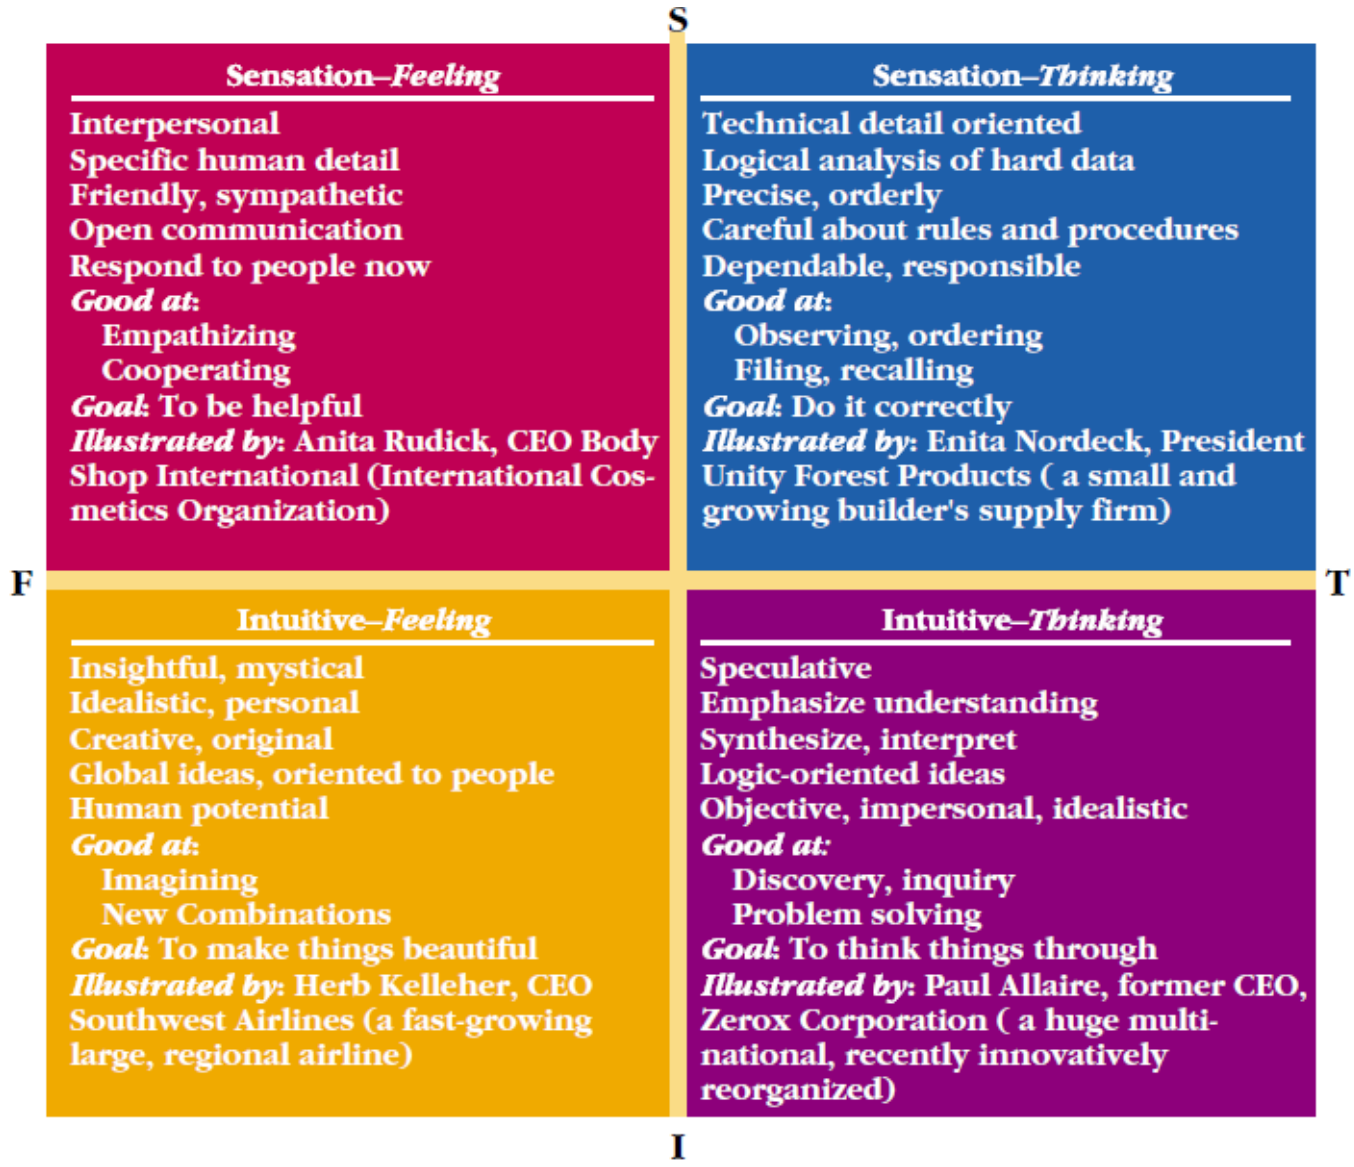 S
Sensation–Feeling
Interpersonal
Specific human detail
Friendly, sympathetic
Open communication
Respond to people now
Good at:
Empathizing
Cooperating
Goal: To be helpful
Illustrated by: Anita Rudick, CEO Body
Shop International (International Cos-
metics Organization)
Sensation–Thinking
Technical detail oriented
Logical analysis of hard data
Precise, orderly
Careful about rules and procedures
Dependable, responsible
Good at:
Observing, ordering
Filing, recalling
Goal: Do it correctly
Illustrated by: Enita Nordeck, President
Unity Forest Products ( a small and
growing builder's supply firm)
F
T
Intuitive–Feeling
Insightful, mystical
Idealistic, personal
Creative, original
Global ideas, oriented to people
Human potential
Good at:
Imagining
New Combinations
Goal: To make things beautiful
Illustrated by: Herb Kelleher, CEO
Southwest Airlines (a fast-growing
large, regional airline)
Intuitive–Thinking
Speculative
Emphasize understanding
Synthesize, interpret
Logic-oriented ideas
Objective, impersonal, idealistic
Good at:
Discovery, inquiry
Problem solving
Goal: To think things through
Illustrated by: Paul Allaire, former CEO,
Zerox Corporation ( a huge multi-
national, recently innovatively
reorganized)
I